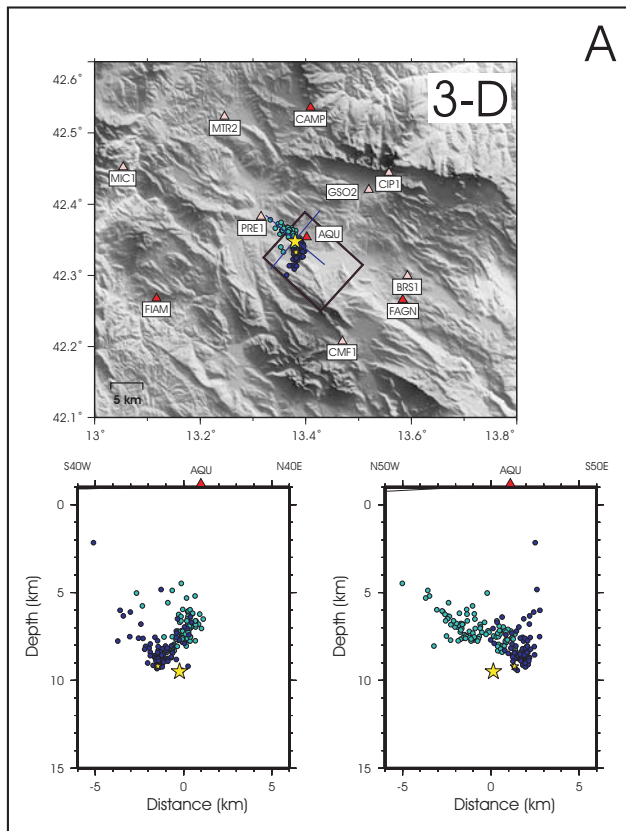 A
3-D
42.6°
42.5°
42.4°
42.3°
42.2°
42.1°
CAMP
MTR2
MIC1
CIP1
GSO2
PRE1
AQU
BRS1
FIAM
FAGN
CMF1
5 km
13° 13.2° 13.4° 13.6° 13.8°
S40W AQU N40E
0
5
10
15
Depth (km)
-5 0 5
Distance (km)
N50W AQU S50E
0
5
10
15
Depth (km)
-5 0 5
Distance (km)